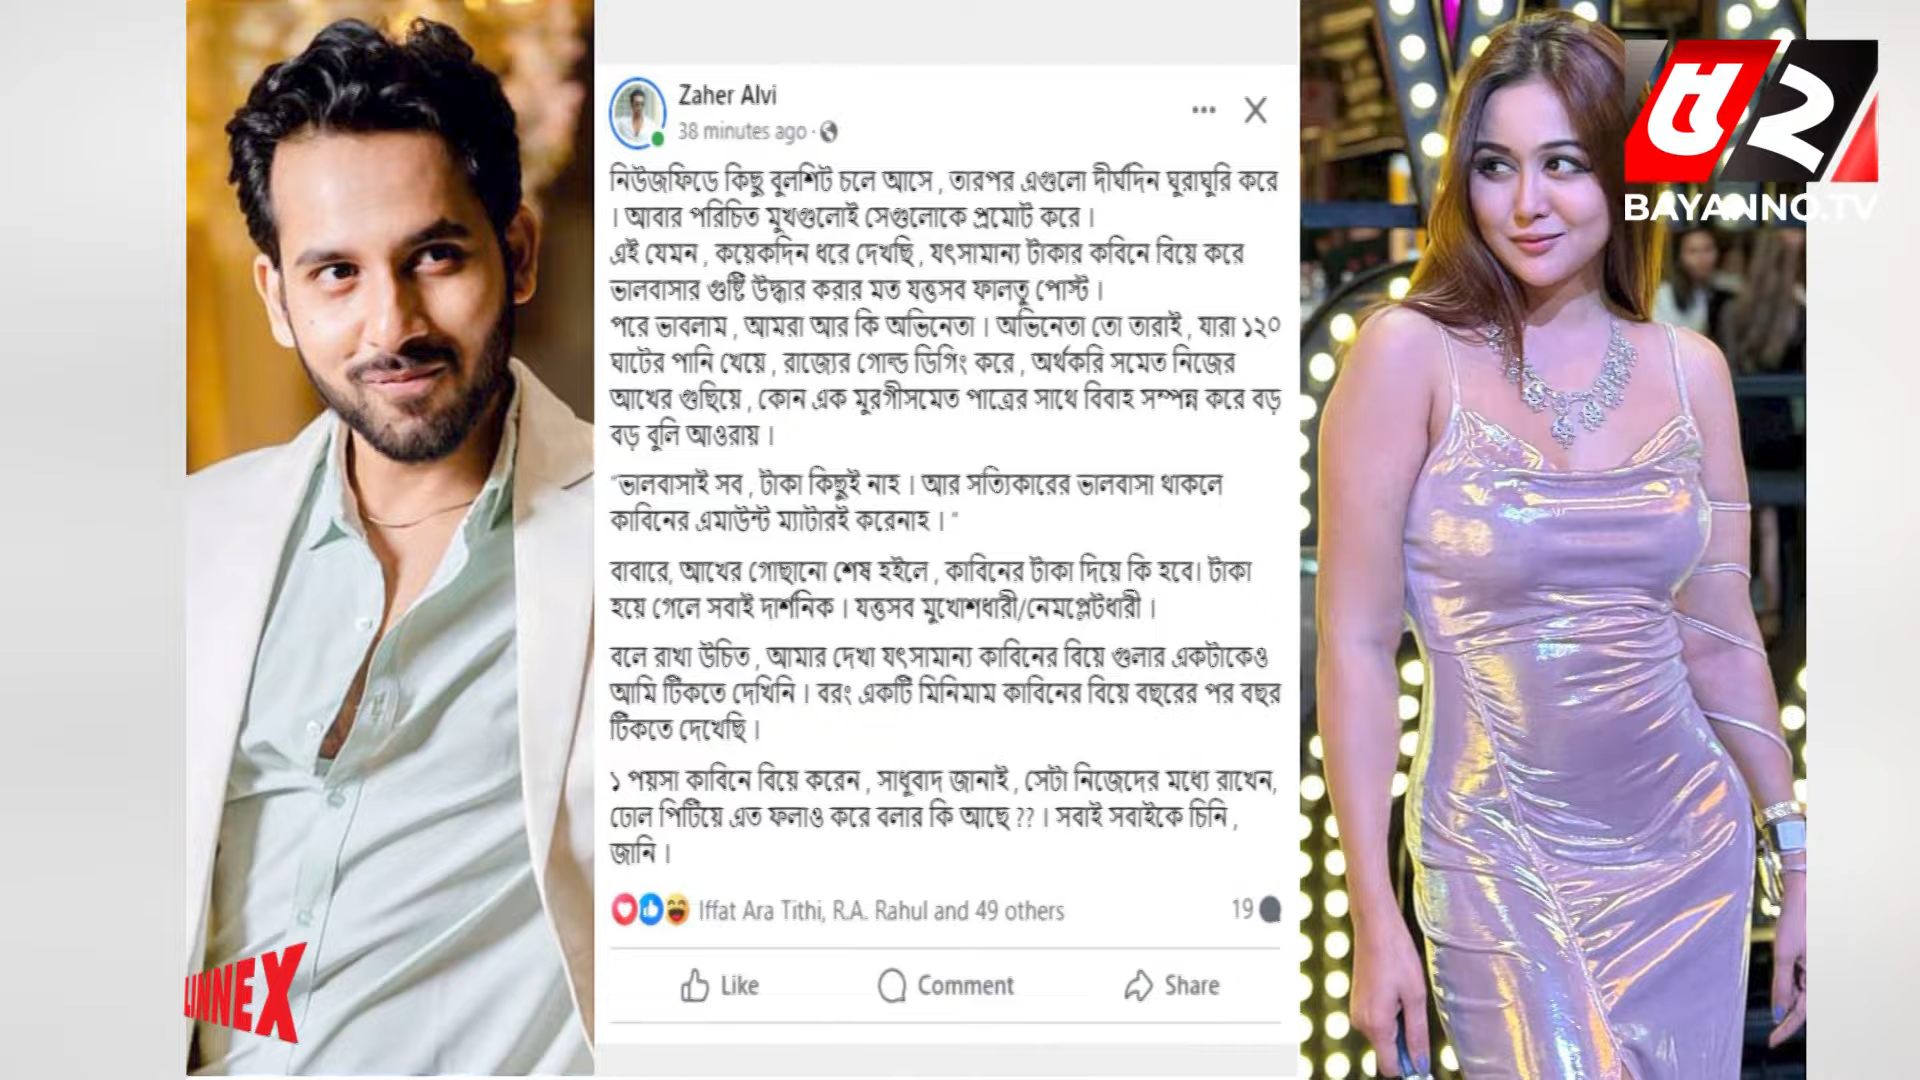 Zaher Alvi
38 minutes ago ·
নিউজফিডে কিছু বুলশিট চলে আসে , তারপর এগুলো দীর্ঘদিন ঘুরাঘুরি করে
। আবার পরিচিত মুখগুলোই সেগুলোকে প্রমোট করে ।
এই যেমন , কয়েকদিন ধরে দেখছি , যৎসামান্য টাকার কবিনে বিয়ে করে
ভালবাসার গুষ্টি উদ্ধার করার মত যত্তসব ফালতু পোস্ট ।
পরে ভাবলাম , আমরা আর কি অভিনেতা । অভিনেতা তো তারাই , যারা ১২০
ঘাটের পানি খেয়ে , রাজ্যের গোল্ড ডিগিং করে , অর্থকরি সমেত নিজের
আখের গুছিয়ে , কোন এক মুরগীসমেত পাত্রের সাথে বিবাহ সম্পন্ন করে বড়
বড় বুলি আওরায় ।
"ভালবাসাই সব , টাকা কিছুই নাহ । আর সত্যিকারের ভালবাসা থাকলে
কাবিনের এমাউন্ট ম্যাটারই করেনাহ । "
বাবারে, আখের গোছানো শেষ হইলে , কাবিনের টাকা দিয়ে কি হবে। টাকা
হয়ে গেলে সবাই দার্শনিক । যত্তসব মুখোশধারী/নেমপ্লেটধারী ।
বলে রাখা উচিত , আমার দেখা যৎসামান্য কাবিনের বিয়ে গুলার একটাকেও
আমি টিকতে দেখিনি । বরং একটি মিনিমাম কাবিনের বিয়ে বছরের পর বছর
টিকতে দেখেছি ।
১ পয়সা কাবিনে বিয়ে করেন , সাধুবাদ জানাই , সেটা নিজেদের মধ্যে রাখেন,
ঢোল পিটিয়ে এত ফলাও করে বলার কি আছে ?? । সবাই সবাইকে চিনি ,
জানি ।
Iffat Ara Tithi, R.A. Rahul and 49 others 19
Like Comment Share
৫২
BAYANNO.TV
LINNEX